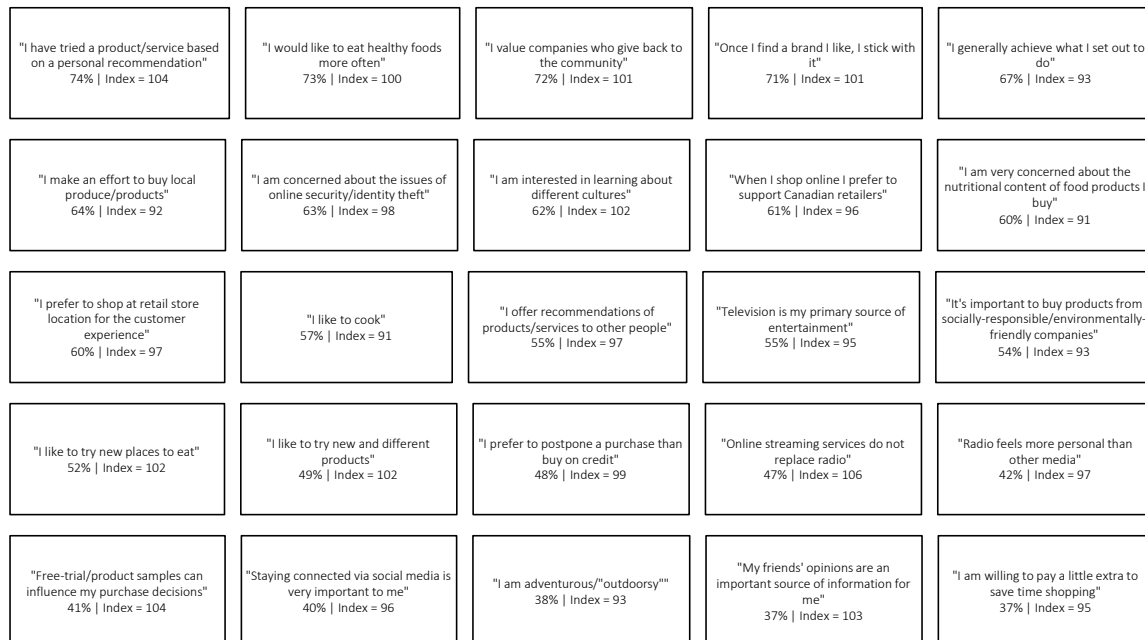 "I have tried a product/service based
on a personal recommendation"
74% | Index = 104
"I would like to eat healthy foods
more often"
73% | Index = 100
"I value companies who give back to
the community"
72% | Index = 101
"Once I find a brand I like, I stick with
it"
71% | Index = 101
"I generally achieve what I set out to
do"
67% | Index = 93
"I make an effort to buy local
produce/products"
64% | Index = 92
"I am concerned about the issues of
online security/identity theft"
63% | Index = 98
"I am interested in learning about
different cultures"
62% | Index = 102
"When I shop online I prefer to
support Canadian retailers"
61% | Index = 96
"I am very concerned about the
nutritional content of food products I
buy"
60% | Index = 91
"I prefer to shop at retail store
location for the customer
experience"
60% | Index = 97
"I like to cook"
57% | Index = 91
"I offer recommendations of
products/services to other people"
55% | Index = 97
"Television is my primary source of
entertainment"
55% | Index = 95
"It's important to buy products from
socially-responsible/environmentally-
friendly companies"
54% | Index = 93
"I like to try new places to eat"
52% | Index = 102
"I like to try new and different
products"
49% | Index = 102
"I prefer to postpone a purchase than
buy on credit"
48% | Index = 99
"Online streaming services do not
replace radio"
47% | Index = 106
"Radio feels more personal than
other media"
42% | Index = 97
"Free-trial/product samples can
influence my purchase decisions"
41% | Index = 104
"Staying connected via social media is
very important to me"
40% | Index = 96
"I am adventurous/"outdoorsy""
38% | Index = 93
"My friends' opinions are an
important source of information for
me"
37% | Index = 103
"I am willing to pay a little extra to
save time shopping"
37% | Index = 95